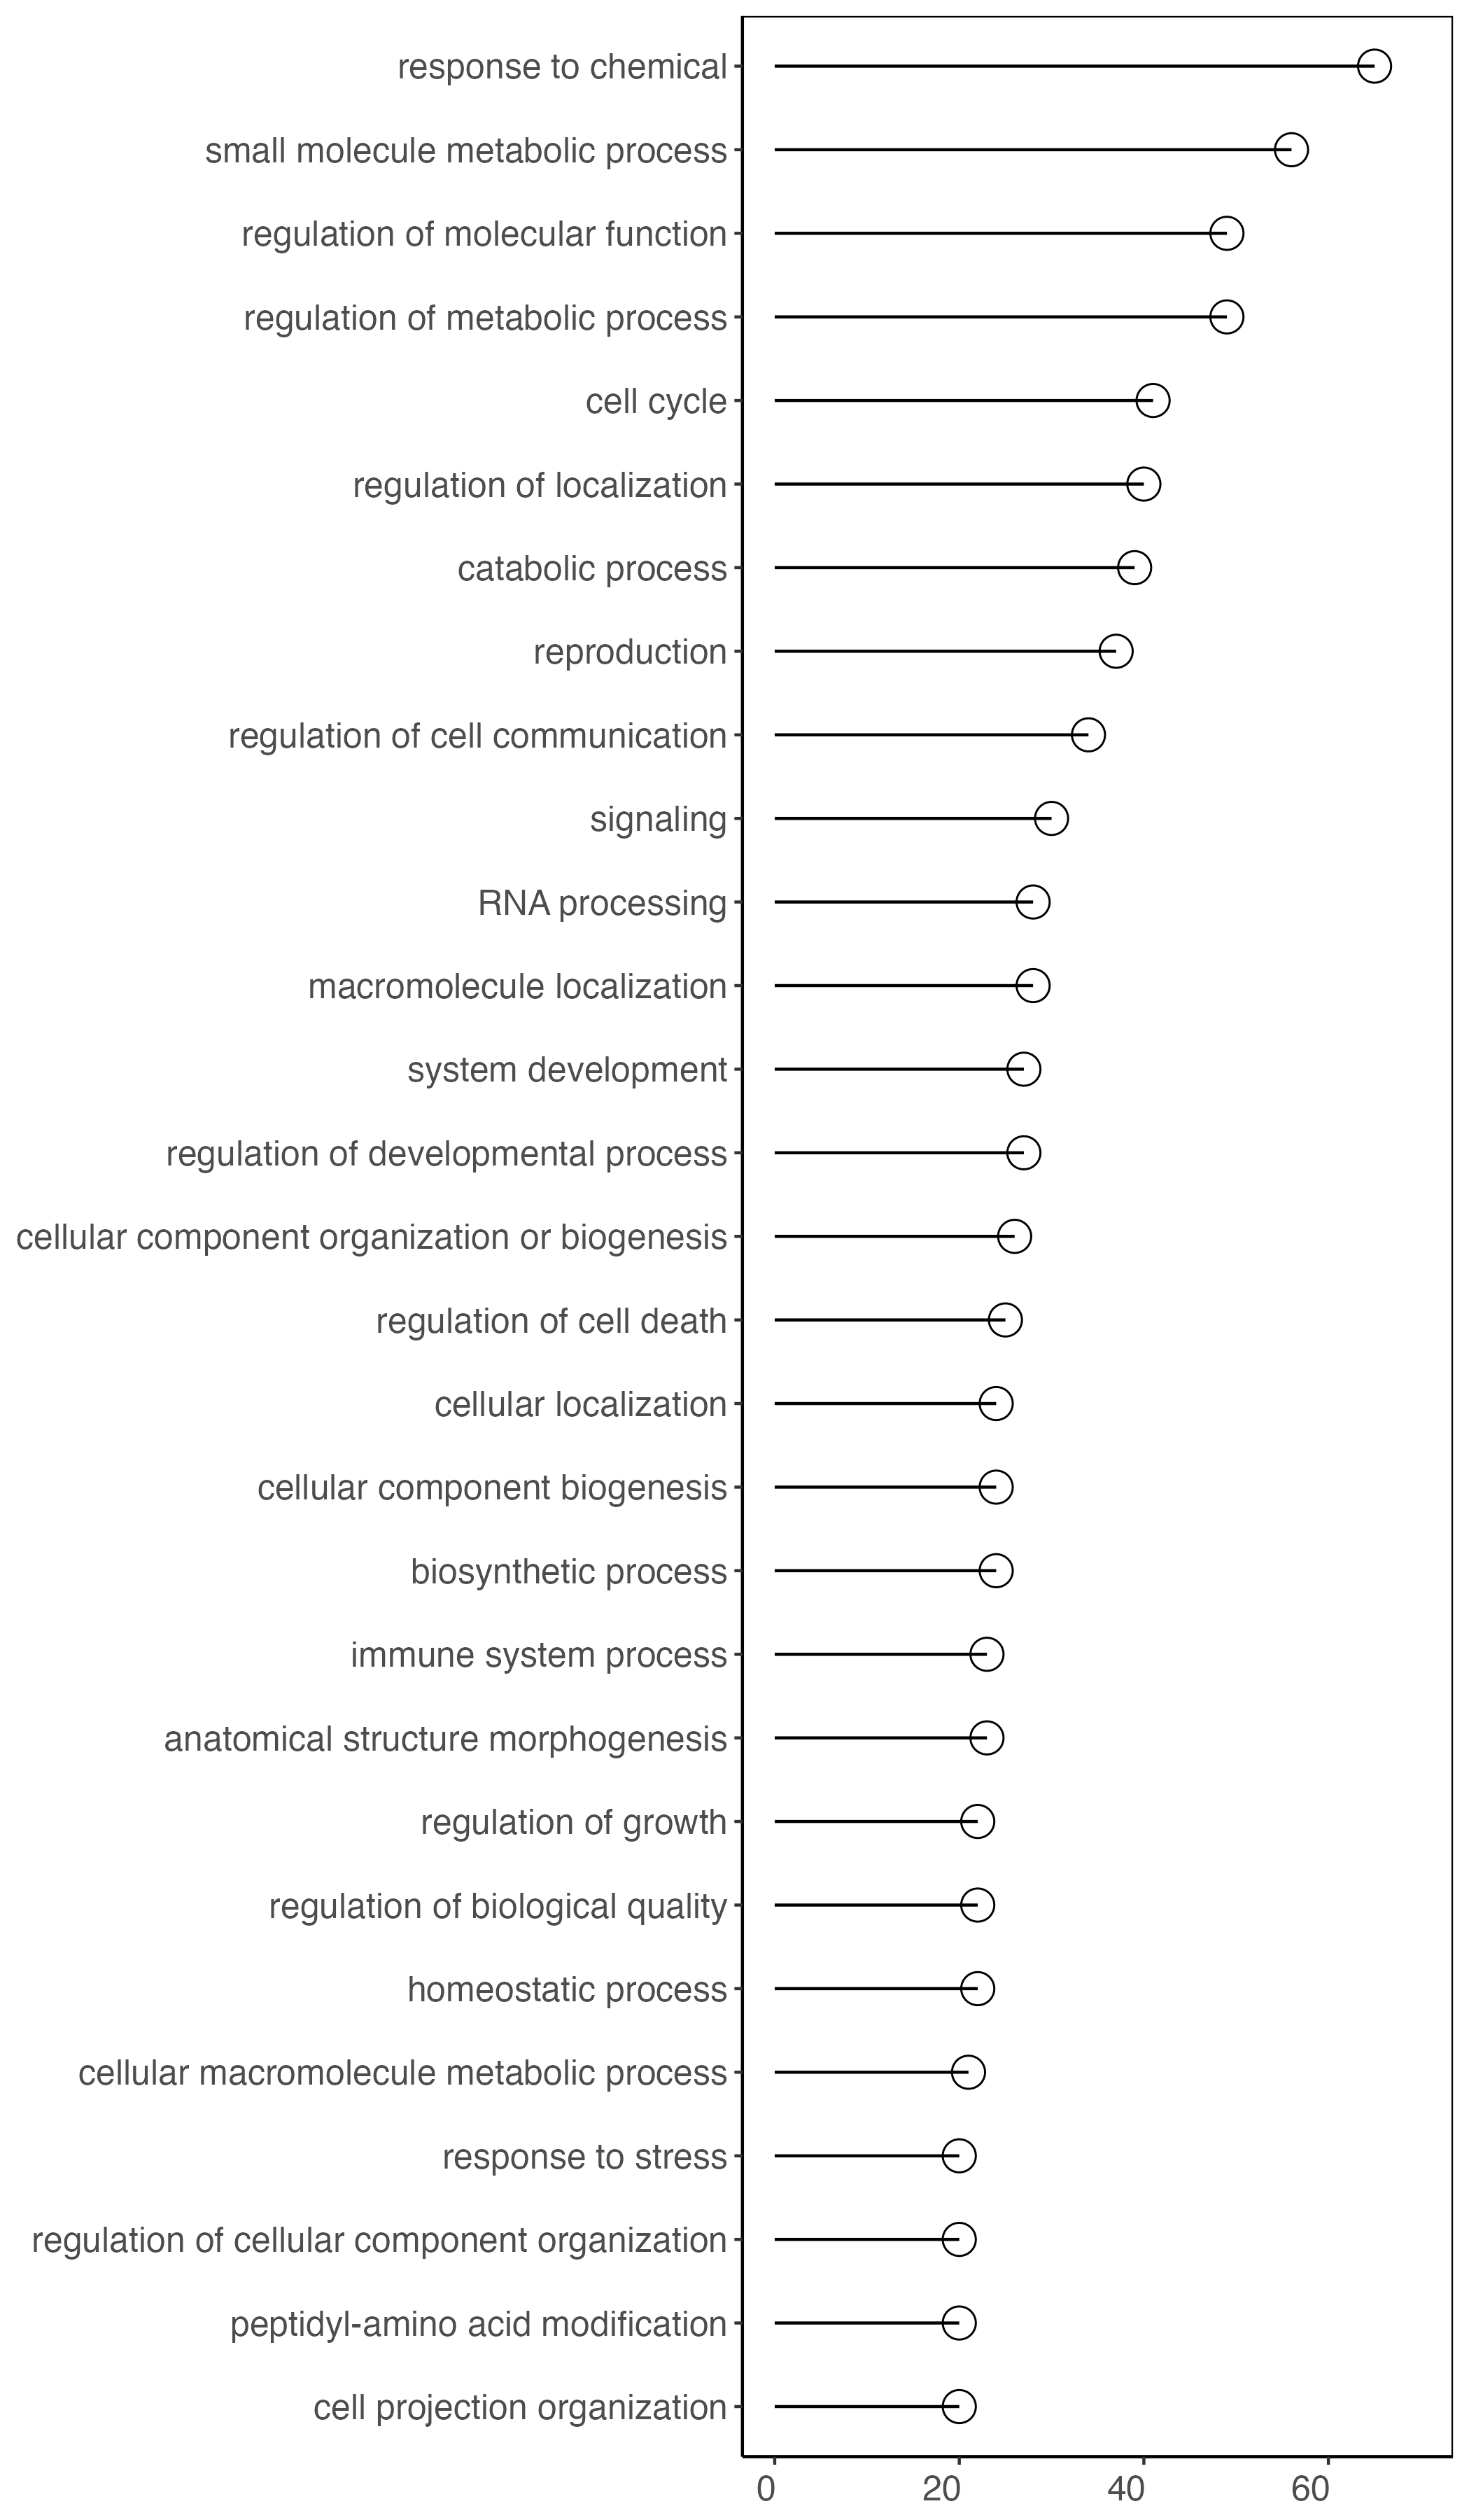 response to chemical
small molecule metabolic process
regulation of molecular function
regulation of metabolic process
cell cycle
regulation of localization
catabolic process
reproduction
regulation of cell communication
signaling
RNA processing
macromolecule localization
system development
regulation of developmental process
cellular component organization or biogenesis
regulation of cell death
cellular localization
cellular component biogenesis
biosynthetic process
immune system process
anatomical structure morphogenesis
regulation of growth
regulation of biological quality
homeostatic process
cellular macromolecule metabolic process
response to stress
regulation of cellular component organization
peptidyl-amino acid modification
cell projection organization
0 20 40 60